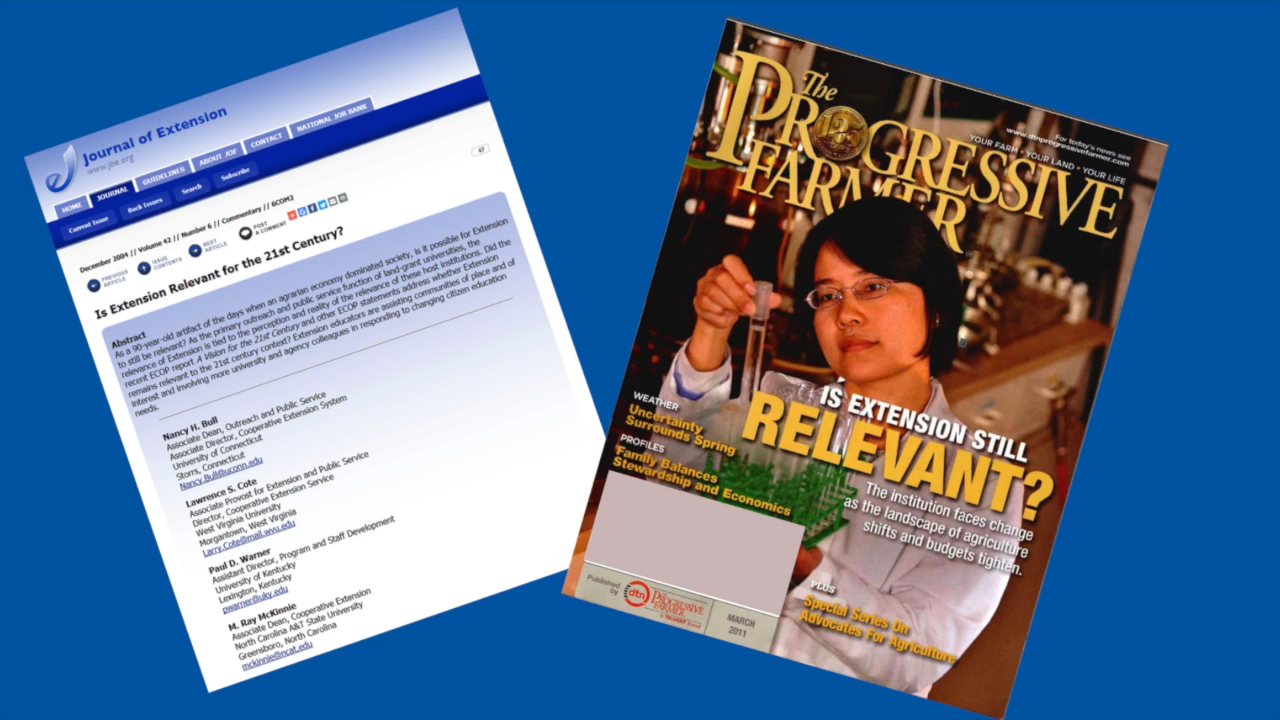 Journal of Extension
www.joe.org
HOME
JOURNAL
GUIDELINES
ABOUT JOE
CONTACT
NATIONAL JOB BANK
Current Issue
Back Issues
Search
Subscribe
47
December 2004 // Volume 42 // Number 6 // Commentary // 6COM2
PREVIOUS
ARTICLE
ISSUE
CONTENTS
NEXT
ARTICLE
POST
A COMMENT
Is Extension Relevant for the 21st Century?
Abstract
As a 90-year-old artifact of the days when an agrarian economy dominated society, is it possible for Extension
to still be relevant? As the primary outreach and public service function of land-grant universities, the
relevance of Extension is tied to the perception and reality of the relevance of these host institutions. Did the
recent ECOP report A Vision for the 21st Century and other ECOP statements address whether Extension
remains relevant to the 21st century context? Extension educators are assisting communities of place and of
interest and involving more university and agency colleagues in responding to changing citizen education
needs.
Nancy H. Bull
Associate Dean, Outreach and Public Service
Associate Director, Cooperative Extension System
University of Connecticut
Storrs, Connecticut
Nancy.Bull@uconn.edu
Lawrence S. Cote
Associate Provost for Extension and Public Service
Director, Cooperative Extension Service
West Virginia University
Morgantown, West Virginia
Larry.Cote@mail.wvu.edu
Paul D. Warner
Assistant Director, Program and Staff Development
University of Kentucky
Lexington, Kentucky
pwarner@uky.edu
M. Ray McKinnie
Associate Dean, Cooperative Extension
North Carolina A&T State University
Greensboro, North Carolina
mckinnie@ncat.edu
The
PROGRESSIVE
FARMER
For today's news see
www.dtnprogressivefarmer.com
YOUR FARM • YOUR LAND • YOUR LIFE
WEATHER
Uncertainty
Surrounds Spring
PROFILES
Family Balances
Stewardship and Economics
IS EXTENSION STILL
RELEVANT?
The institution faces change
as the landscape of agriculture
shifts and budgets tighten.
PLUS
Special Series On
Advocates For Agriculture
Published
by
dtn
The
PROGRESSIVE
FARMER
MARCH
2011